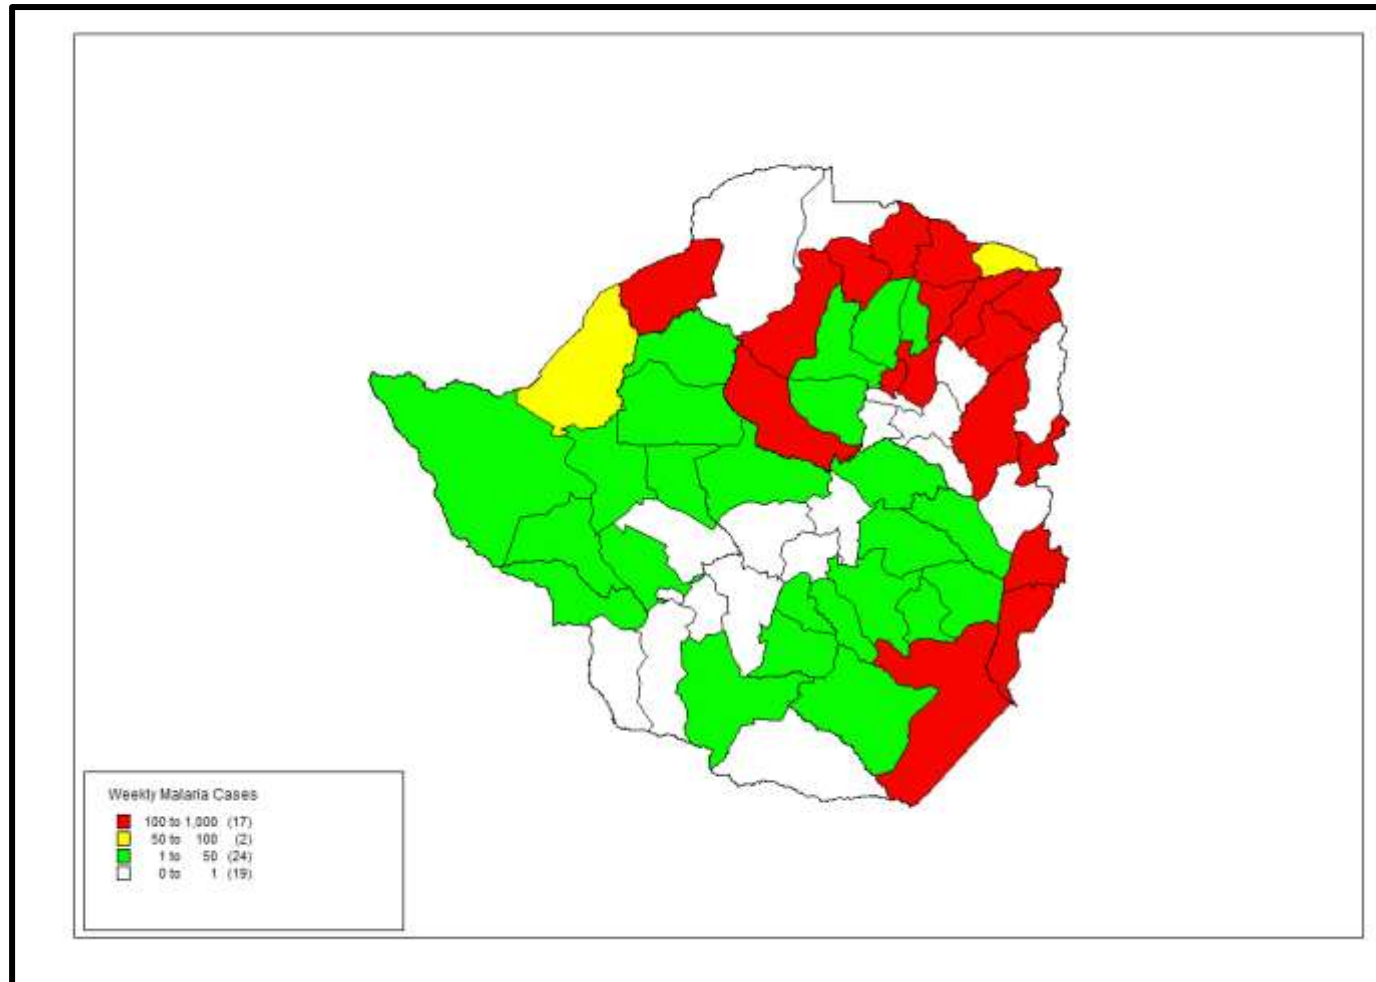 Weekly Malaria Cases
100 to 1,000 (17)
50 to 100 (2)
1 to 50 (24)
0 to 1 (19)